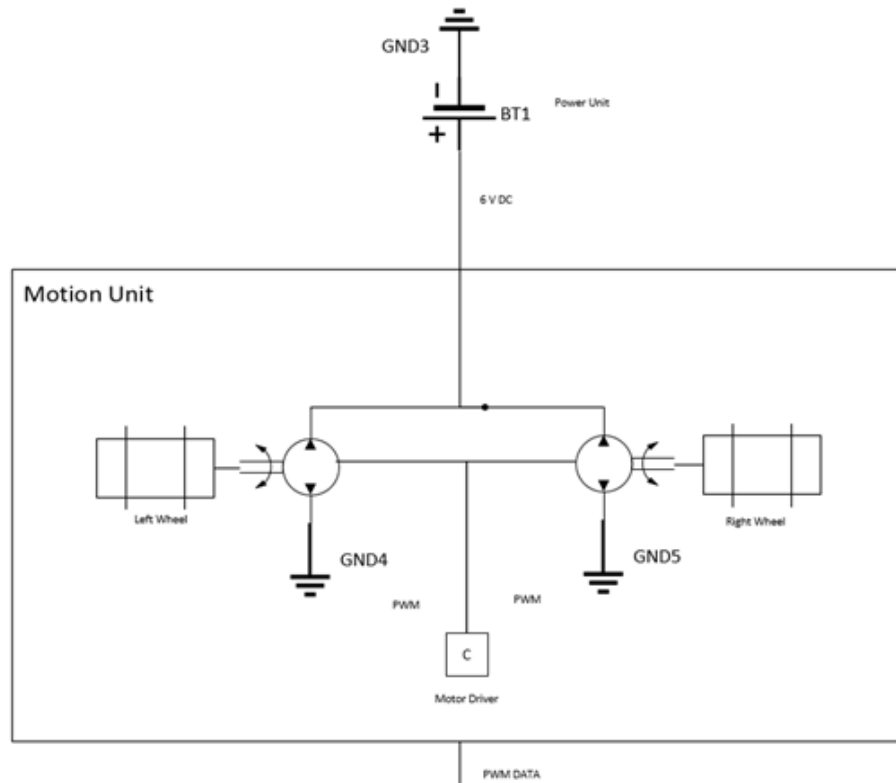 GND3
-
BT1
Power Unit
+
6 V DC
Motion Unit
Left Wheel
Right Wheel
GND4
GND5
PWM
PWM
C
Motor Driver
PWM DATA